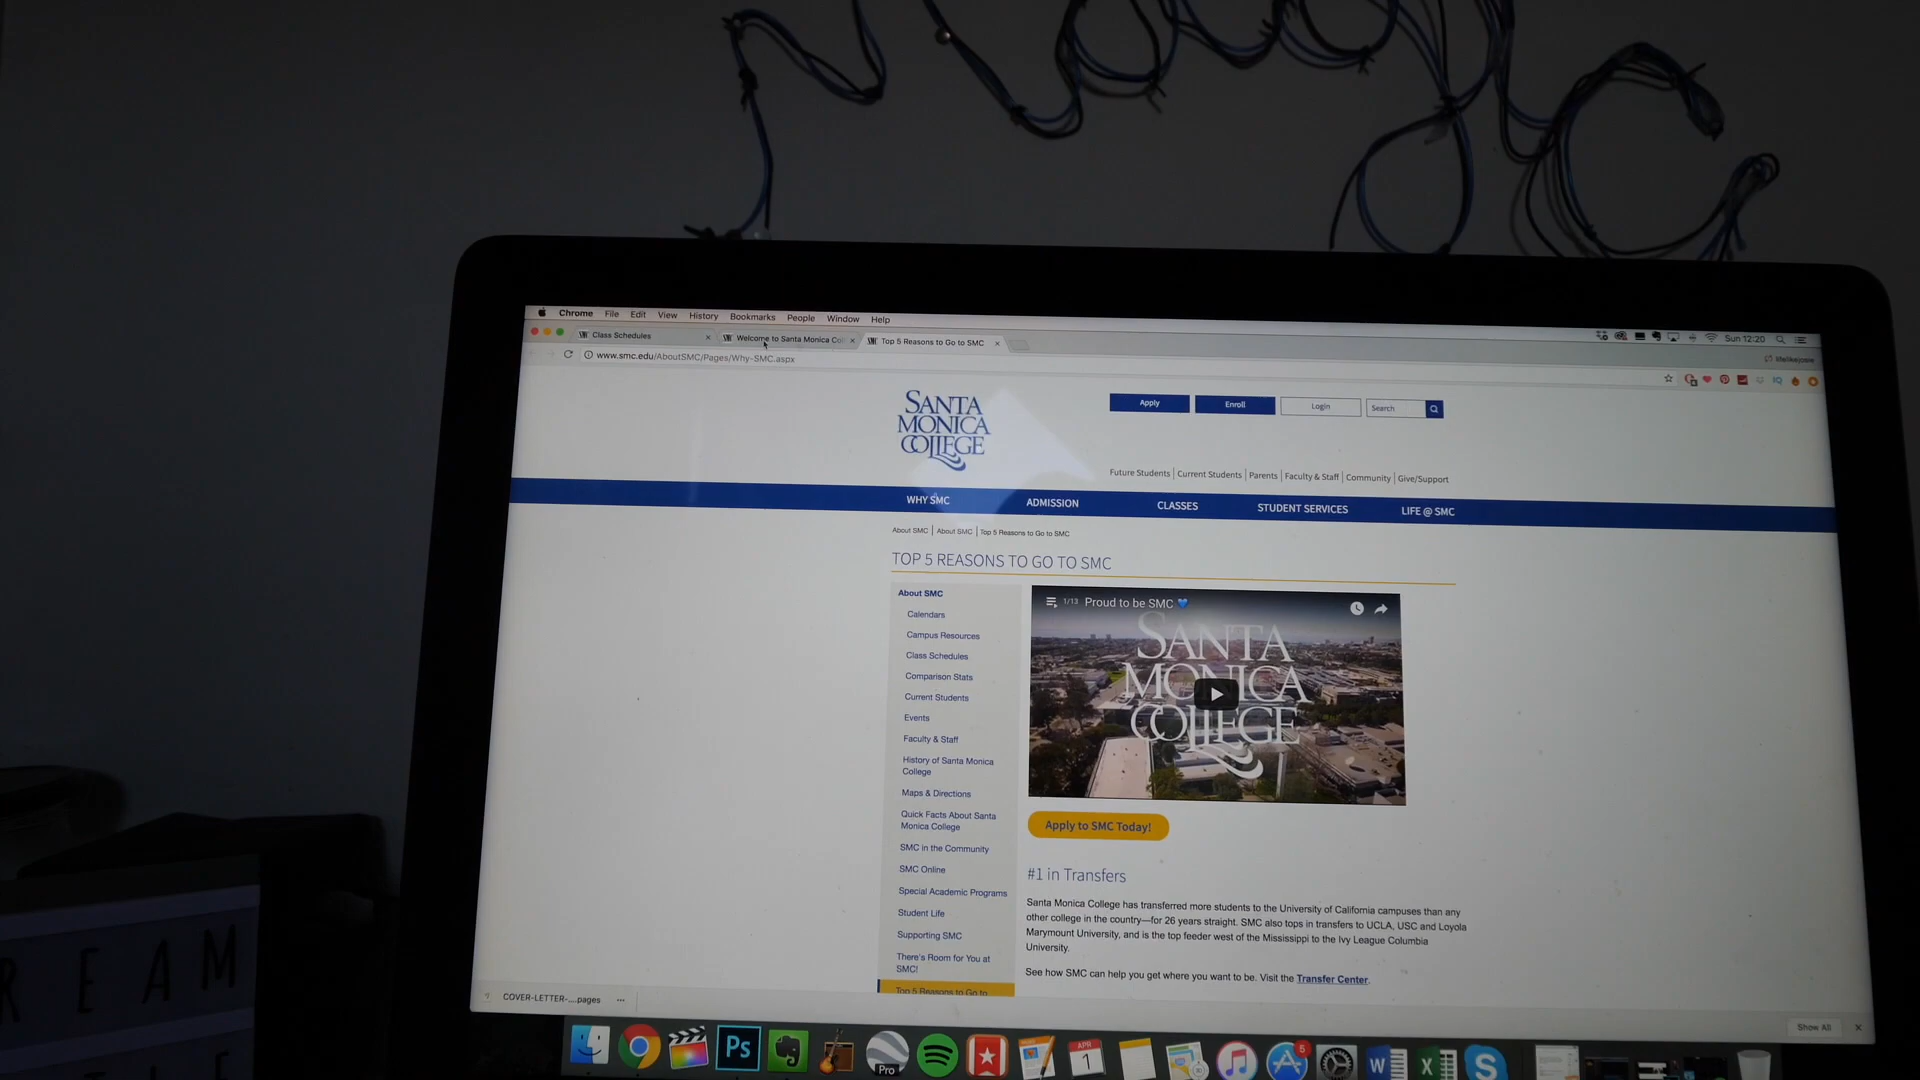 Chrome File Edit View History Bookmarks People Window Help
Sun 12:20
Class Schedules
Welcome to Santa Monica Col
Top 5 Reasons to Go to SMC
www.smc.edu/AboutSMC/Pages/Why-SMC.aspx
SANTA
MONICA
COLLEGE
Apply
Enroll
Login
Search
Future Students | Current Students | Parents | Faculty & Staff | Community | Give/Support
WHY SMC
ADMISSION
CLASSES
STUDENT SERVICES
LIFE @ SMC
About SMC | About SMC | Top 5 Reasons to Go to SMC
TOP 5 REASONS TO GO TO SMC
About SMC
Calendars
Campus Resources
Class Schedules
Comparison Stats
Current Students
Events
Faculty & Staff
History of Santa Monica
College
Maps & Directions
Quick Facts About Santa
Monica College
SMC in the Community
SMC Online
Special Academic Programs
Student Life
Supporting SMC
There's Room for You at
SMC!
Top 5 Reasons to Go to
1/13 Proud to be SMC 💙
SANTA
MONICA
COLLEGE
Apply to SMC Today!
#1 in Transfers
Santa Monica College has transferred more students to the University of California campuses than any
other college in the country—for 26 years straight. SMC also tops in transfers to UCLA, USC and Loyola
Marymount University, and is the top feeder west of the Mississippi to the Ivy League Columbia
University.
See how SMC can help you get where you want to be. Visit the Transfer Center.
COVER-LETTER-....pages
Show All
Ps
Pro
APR
1
5
W
X
S
R E A M